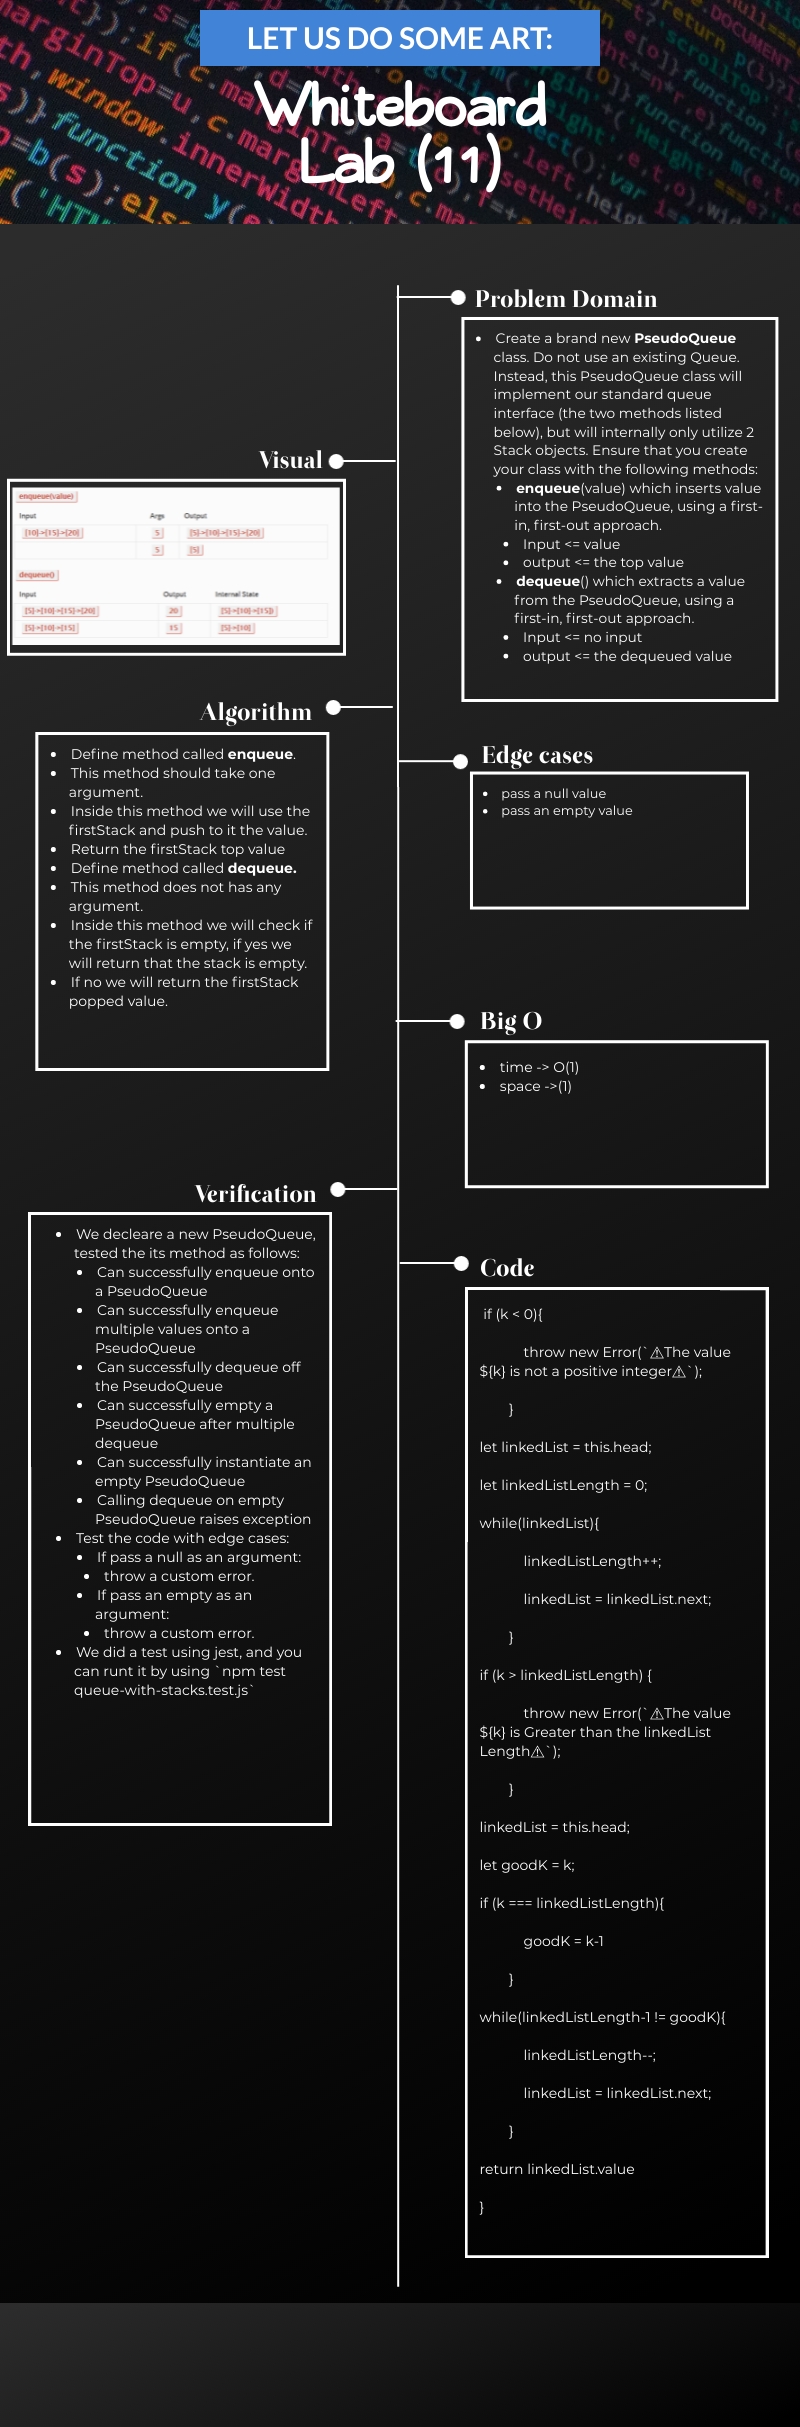 LET US DO SOME ART:
Whiteboard
Lab (11)
Problem Domain
• Create a brand new PseudoQueue
class. Do not use an existing Queue.
Instead, this PseudoQueue class will
implement our standard queue
interface (the two methods listed
below), but will internally only utilize 2
Stack objects. Ensure that you create
your class with the following methods:
• enqueue(value) which inserts value
into the PseudoQueue, using a first-
in, first-out approach.
• Input <= value
• output <= the top value
• dequeue() which extracts a value
from the PseudoQueue, using a
first-in, first-out approach.
• Input <= no input
• output <= the dequeued value
Visual
enqueue(value)
Input Args Output
[10]->[15]->[20] 5 [5]->[10]->[15]->[20]
5 [5]
dequeue()
Input Output Internal State
[5]->[10]->[15]->[20] 20 [5]->[10]->[15])
[5]->[10]->[15] 15 [5]->[10]
Algorithm
• Define method called enqueue.
• This method should take one
argument.
• Inside this method we will use the
firstStack and push to it the value.
• Return the firstStack top value
• Define method called dequeue.
• This method does not has any
argument.
• Inside this method we will check if
the firstStack is empty, if yes we
will return that the stack is empty.
• If no we will return the firstStack
popped value.
Edge cases
• pass a null value
• pass an empty value
Big O
• time -> O(1)
• space ->(1)
Verification
• We decleare a new PseudoQueue,
tested the its method as follows:
• Can successfully enqueue onto
a PseudoQueue
• Can successfully enqueue
multiple values onto a
PseudoQueue
• Can successfully dequeue off
the PseudoQueue
• Can successfully empty a
PseudoQueue after multiple
dequeue
• Can successfully instantiate an
empty PseudoQueue
• Calling dequeue on empty
PseudoQueue raises exception
• Test the code with edge cases:
• If pass a null as an argument:
• throw a custom error.
• If pass an empty as an
argument:
• throw a custom error.
• We did a test using jest, and you
can runt it by using `npm test
queue-with-stacks.test.js`
Code
if (k < 0){
throw new Error(`⚠The value
${k} is not a positive integer⚠`);
}
let linkedList = this.head;
let linkedListLength = 0;
while(linkedList){
linkedListLength++;
linkedList = linkedList.next;
}
if (k > linkedListLength) {
throw new Error(`⚠The value
${k} is Greater than the linkedList
Length⚠`);
}
linkedList = this.head;
let goodK = k;
if (k === linkedListLength){
goodK = k-1
}
while(linkedListLength-1 != goodK){
linkedListLength--;
linkedList = linkedList.next;
}
return linkedList.value
}